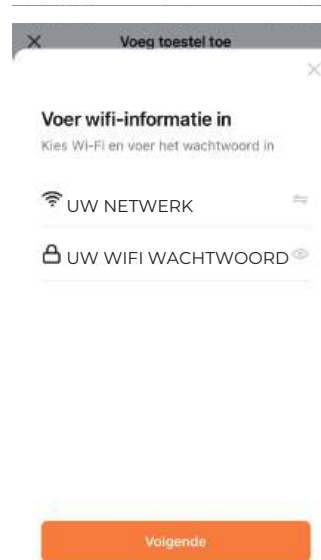 Voeg toestel toe
Voer wifi-informatie in
Kies Wi-Fi en voer het wachtwoord in
UW NETWERK
UW WIFI WACHTWOORD
Volgende